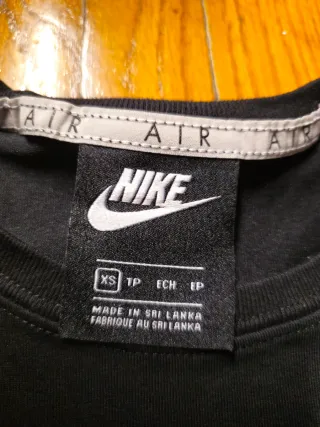 AIR AIR AIR
NIKE
XS TP ECH EP
MADE IN SRI LANKA
FABRIQUE AU SRI LANKA